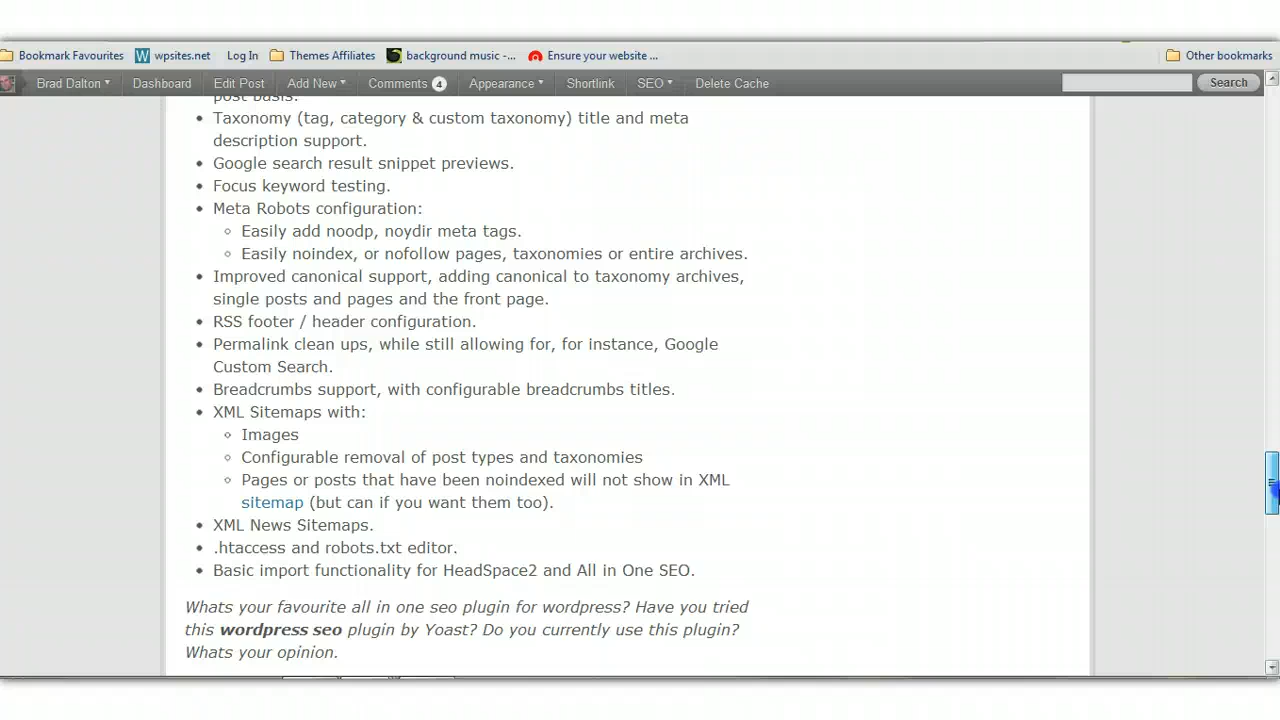 Bookmark Favourites wpsites.net Log In Themes Affiliates background music -... Ensure your website ... Other bookmarks
Brad Dalton Dashboard Edit Post Add New Comments 4 Appearance Shortlink SEO Delete Cache Search
post basis.
Taxonomy (tag, category & custom taxonomy) title and meta
description support.
Google search result snippet previews.
Focus keyword testing.
Meta Robots configuration:
Easily add noodp, noydir meta tags.
Easily noindex, or nofollow pages, taxonomies or entire archives.
Improved canonical support, adding canonical to taxonomy archives,
single posts and pages and the front page.
RSS footer / header configuration.
Permalink clean ups, while still allowing for, for instance, Google
Custom Search.
Breadcrumbs support, with configurable breadcrumbs titles.
XML Sitemaps with:
Images
Configurable removal of post types and taxonomies
Pages or posts that have been noindexed will not show in XML
sitemap (but can if you want them too).
XML News Sitemaps.
.htaccess and robots.txt editor.
Basic import functionality for HeadSpace2 and All in One SEO.
Whats your favourite all in one seo plugin for wordpress? Have you tried
this wordpress seo plugin by Yoast? Do you currently use this plugin?
Whats your opinion.